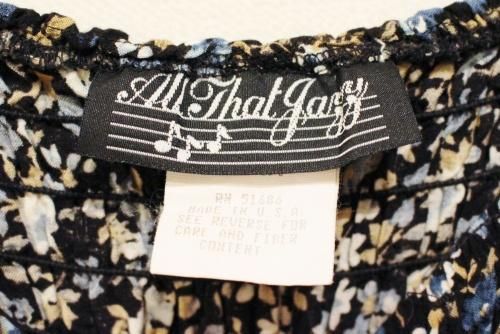 All That Jazz
RN 51686
MADE IN U.S.A.
SEE REVERSE FOR
CARE AND FIBER
CONTENT